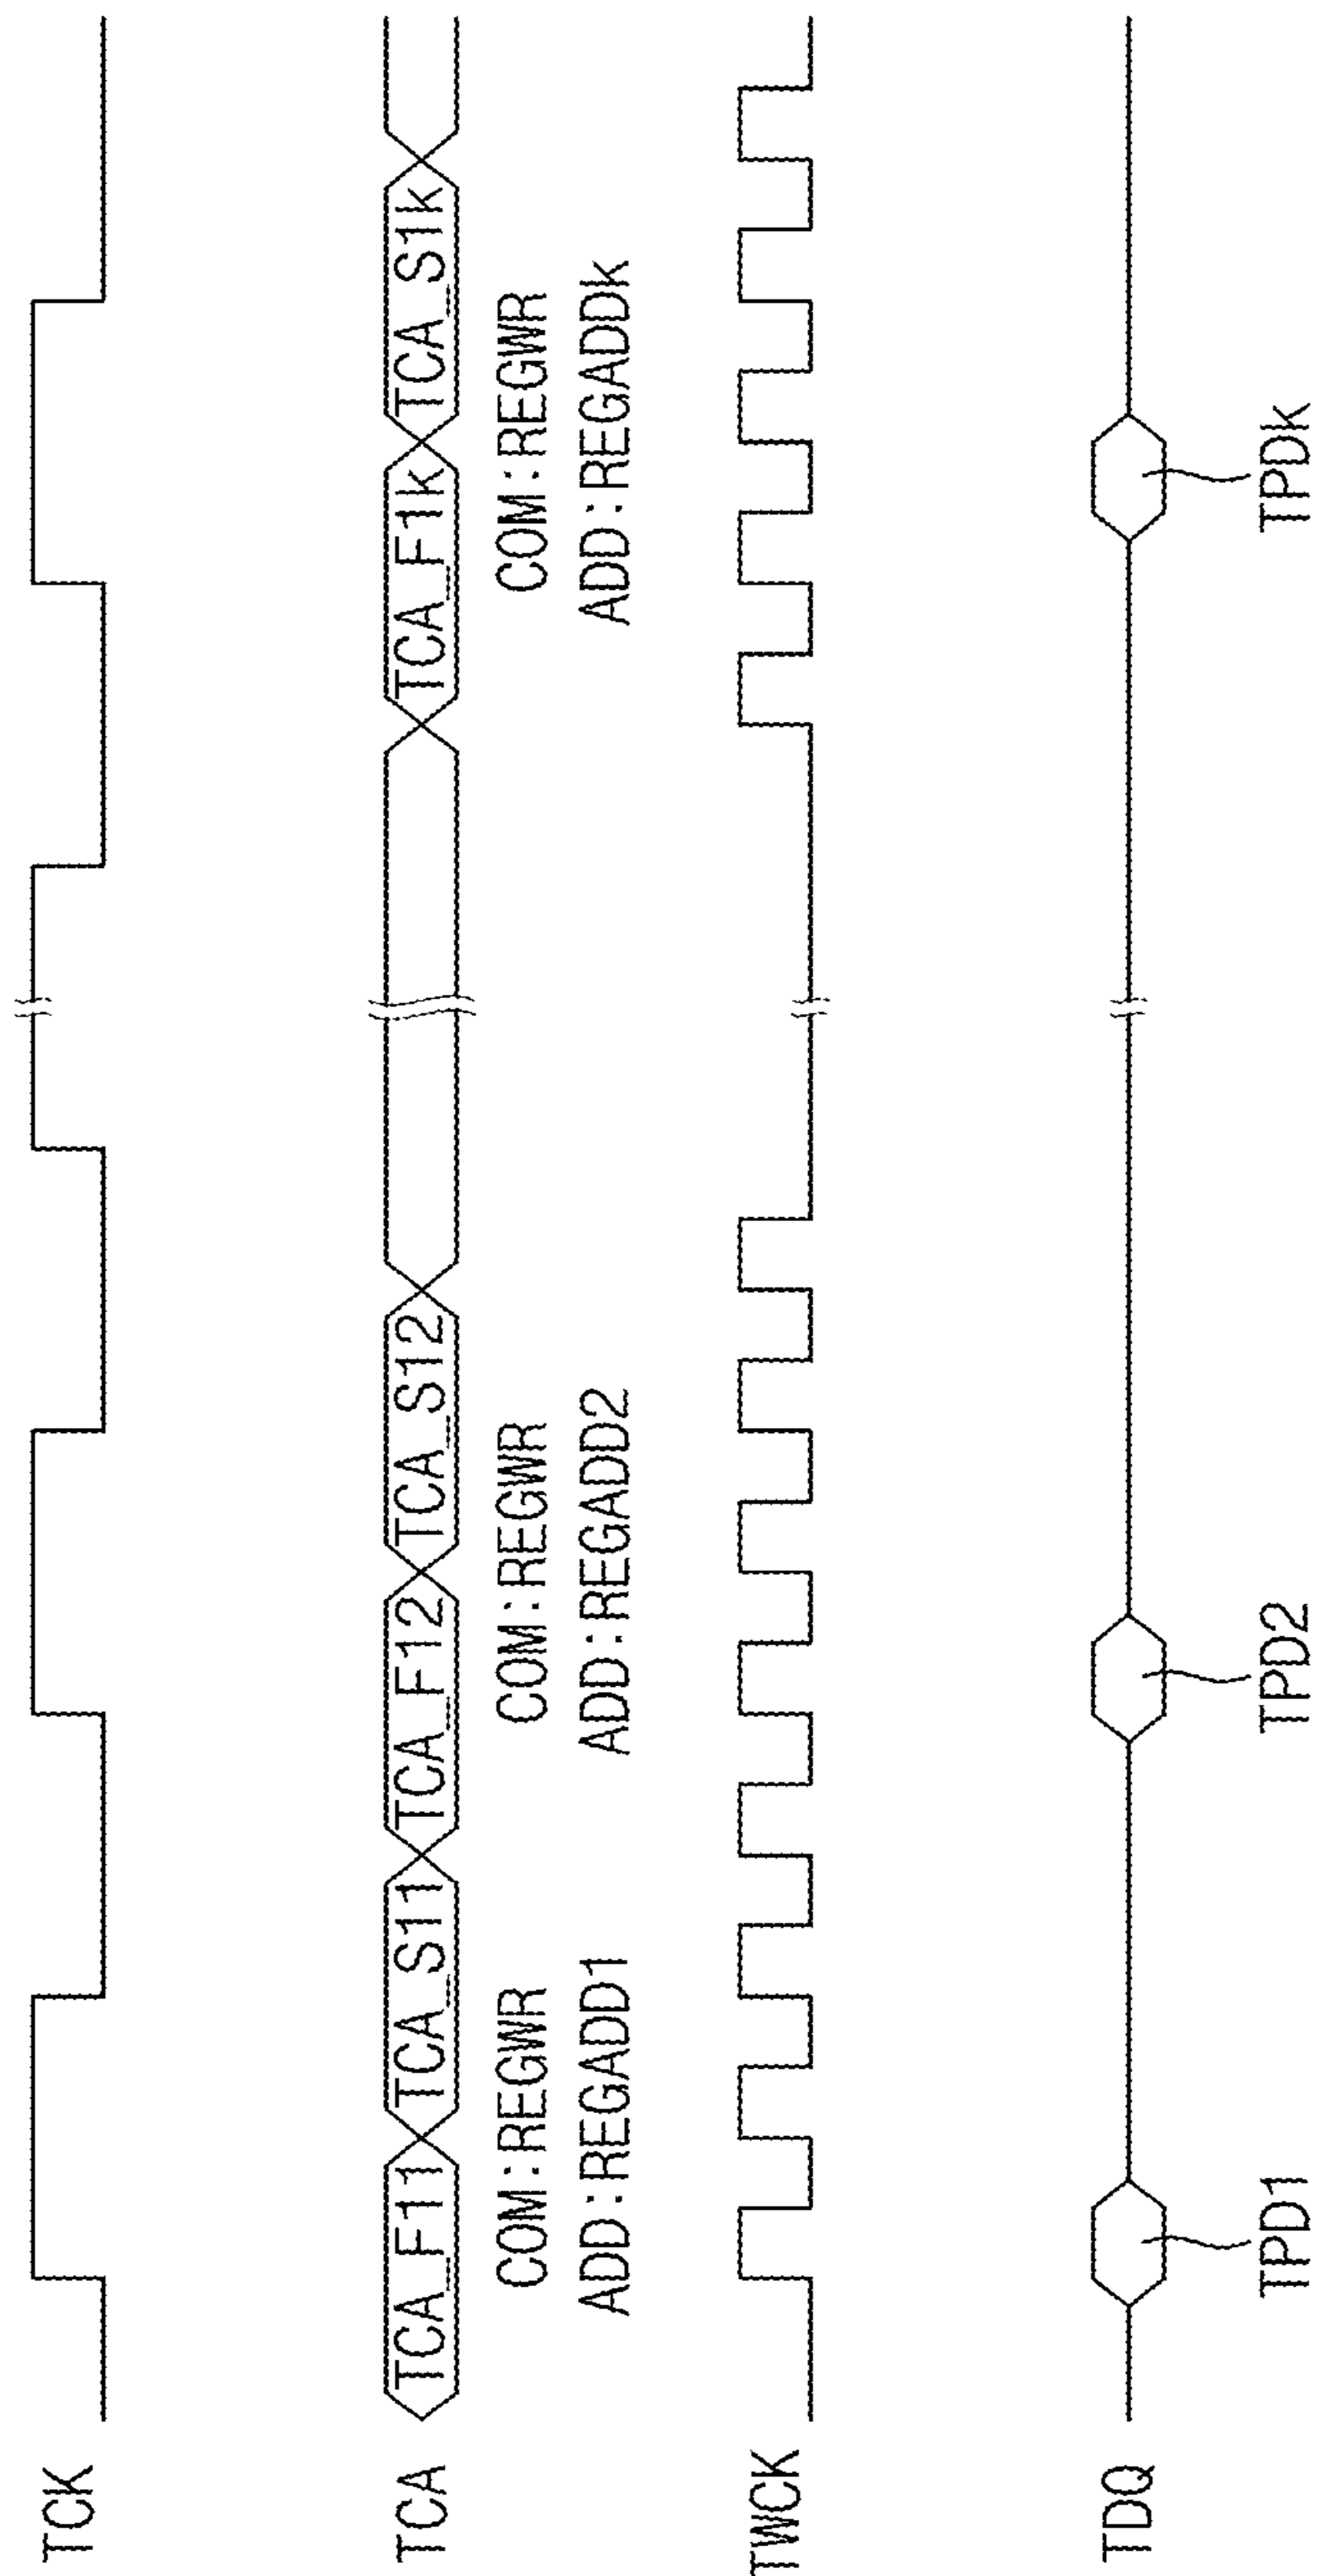 TCK
TCA
TCA_F11
TCA_S11
TCA_F12
TCA_S12
TCA_F1k
TCA_S1k
COM:REGWR
ADD:REGADD1
COM:REGWR
ADD:REGADD2
COM:REGWR
ADD:REGADDk
TWCK
TDQ
TPD1
TPD2
TPDk